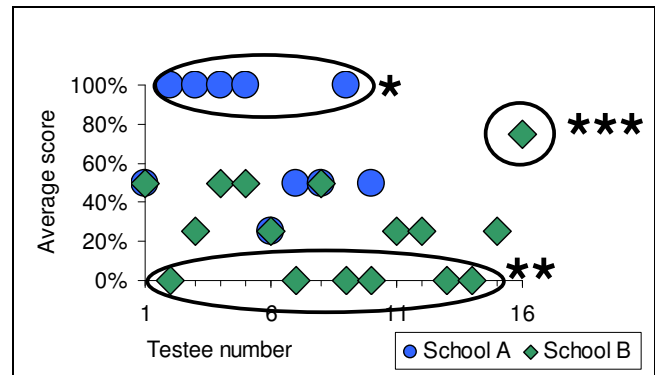 100%
*
80%
***
60%
40%
20%
0%
**
Average score
1 6 11 16
Testee number
School A School B